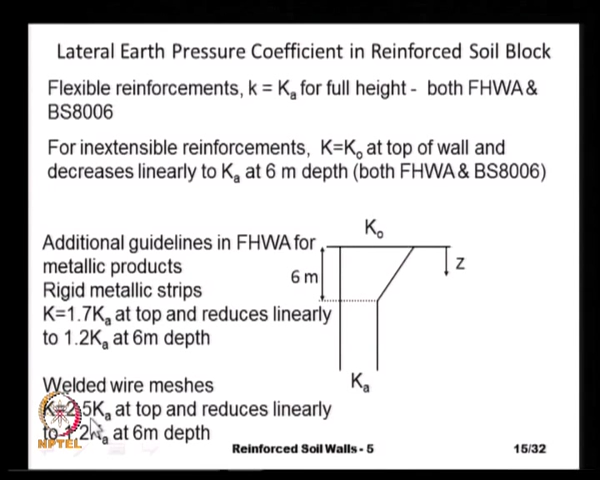 Lateral Earth Pressure Coefficient in Reinforced Soil Block
Flexible reinforcements, k = Ka for full height - both FHWA &
BS8006
For inextensible reinforcements, K=Ko at top of wall and
decreases linearly to Ka at 6 m depth (both FHWA & BS8006)
Ko
Additional guidelines in FHWA for
metallic products
z
6 m
Rigid metallic strips
K=1.7Ka at top and reduces linearly
to 1.2Ka at 6m depth
Ka
Welded wire meshes
K=2.5Ka at top and reduces linearly
to 1.2Ka at 6m depth
NPTEL
Reinforced Soil Walls - 5
15/32